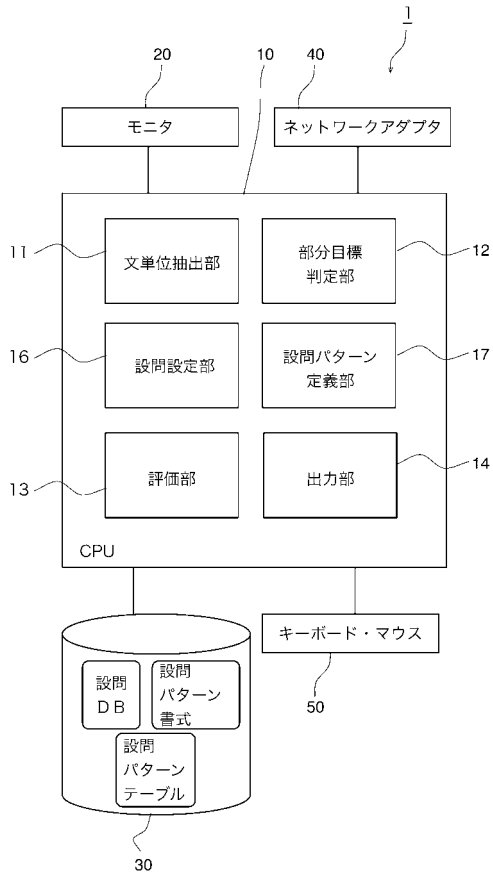 1
20
10
40
モニタ
ネットワークアダプタ
11
文単位抽出部
部分目標
判定部
12
16
設問設定部
設問パターン
定義部
17
13
評価部
出力部
14
CPU
キーボード・マウス
50
設問
DB
設問
パターン
書式
設問
パターン
テーブル
30